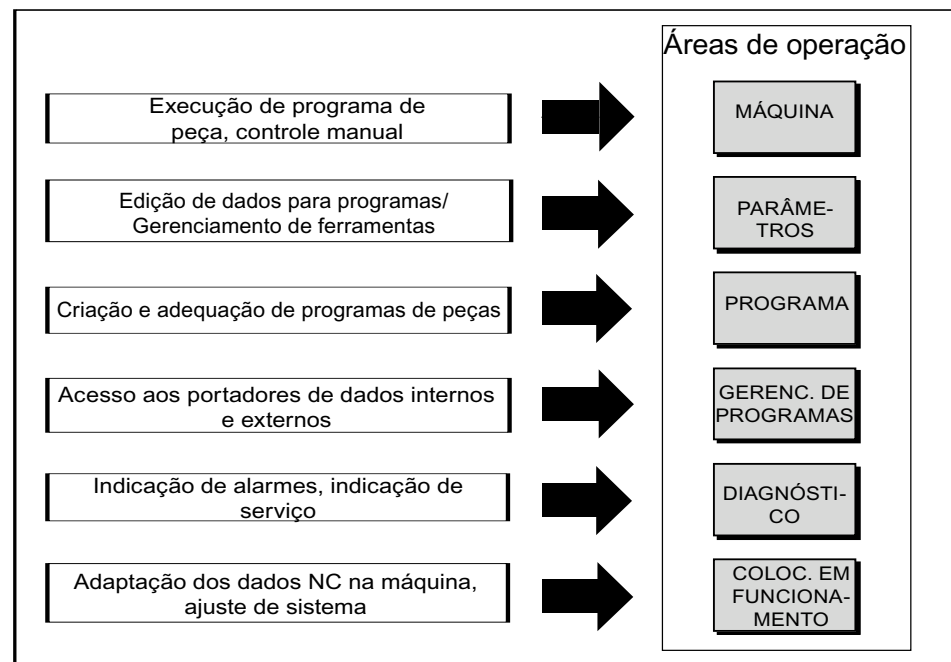 Áreas de operação
Execução de programa de
peça, controle manual
MÁQUINA
Edição de dados para programas/
Gerenciamento de ferramentas
PARÂME-
TROS
Criação e adequação de programas de peças
PROGRAMA
Acesso aos portadores de dados internos
e externos
GERENC. DE
PROGRAMAS
Indicação de alarmes, indicação de
serviço
DIAGNÓSTI-
CO
Adaptação dos dados NC na máquina,
ajuste de sistema
COLOC. EM
FUNCIONA-
MENTO